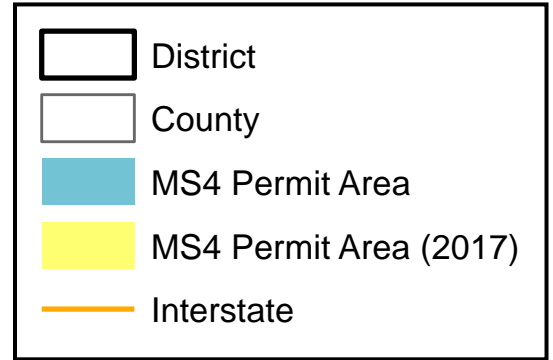 District
County
MS4 Permit Area
MS4 Permit Area (2017)
Interstate